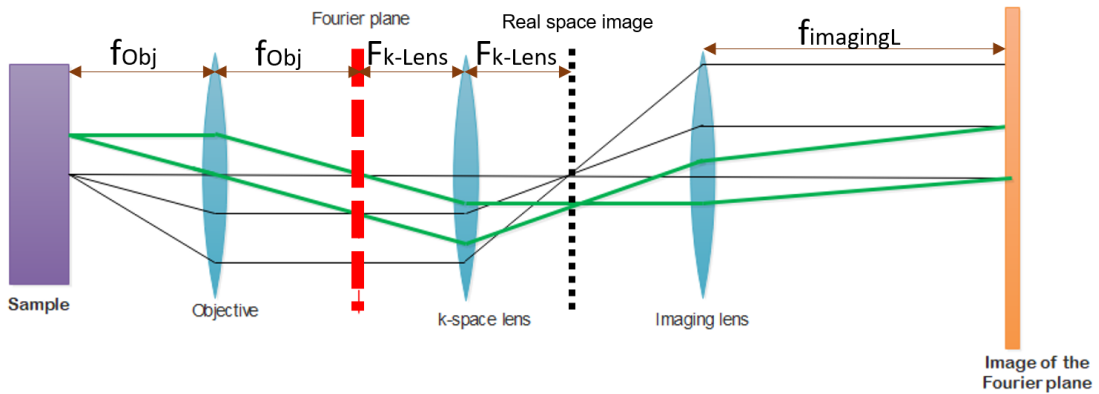 Fourier plane
Real space image
fObj
fObj
Fk-Lens
Fk-Lens
fimagingL
Sample
Objective
k-space lens
Imaging lens
Image of the
Fourier plane